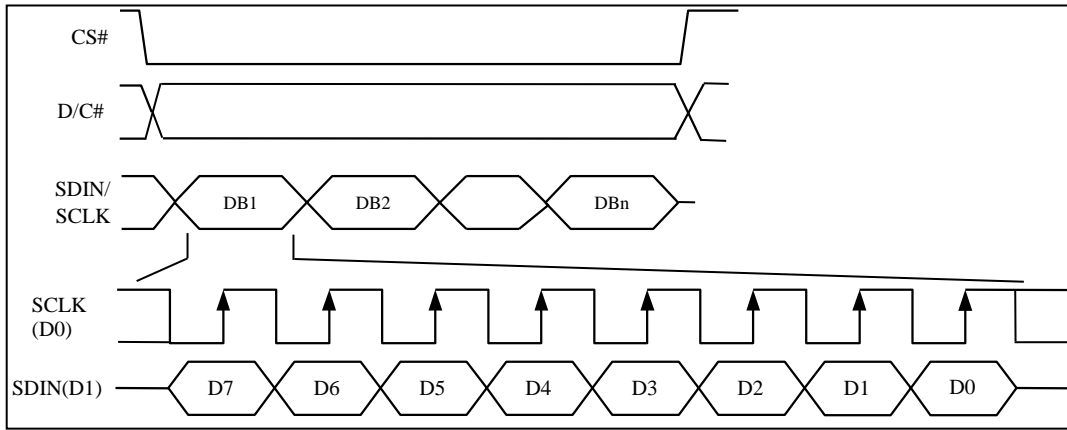 CS#
D/C#
SDIN/
SCLK
DB1 DB2 DBn
SCLK
(D0)
SDIN(D1) D7 D6 D5 D4 D3 D2 D1 D0